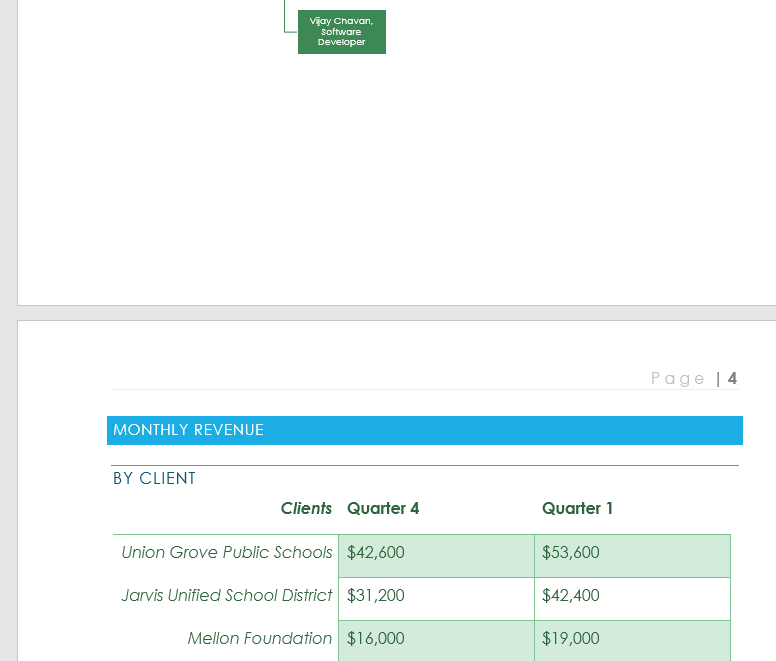 Vijay Chavan,
Software
Developer
Page | 4
MONTHLY REVENUE
BY CLIENT
Clients Quarter 4 Quarter 1
Union Grove Public Schools $42,600 $53,600
Jarvis Unified School District $31,200 $42,400
Mellon Foundation $16,000 $19,000